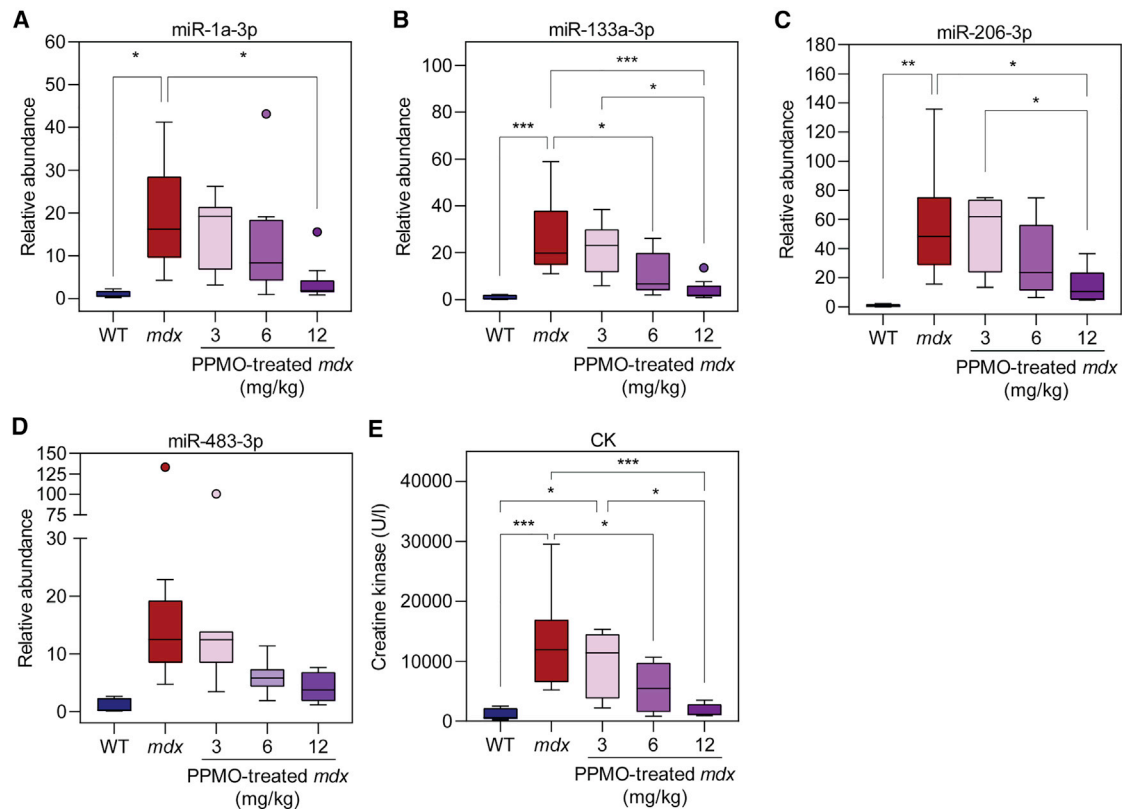 A
miR-1a-3p
Relative abundance
60
50
40
30
20
10
0
*
*
WT
mdx
3
6
12
PPMO-treated mdx
(mg/kg)
B
miR-133a-3p
Relative abundance
100
80
60
40
20
0
***
*
***
*
WT
mdx
3
6
12
PPMO-treated mdx
(mg/kg)
C
miR-206-3p
Relative abundance
180
160
140
120
100
80
60
40
20
0
**
*
*
WT
mdx
3
6
12
PPMO-treated mdx
(mg/kg)
D
miR-483-3p
Relative abundance
150
125
100
75
30
20
10
0
WT
mdx
3
6
12
PPMO-treated mdx
(mg/kg)
E
CK
Creatine kinase (U/l)
40000
30000
20000
10000
0
***
*
*
***
*
WT
mdx
3
6
12
PPMO-treated mdx
(mg/kg)